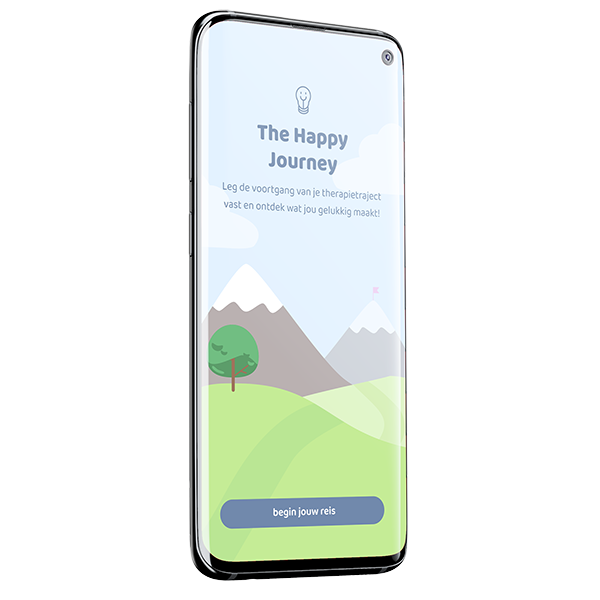 The Happy
Journey
Leg de voortgang van je therapietraject
vast en ontdek wat jou gelukkig maakt!
begin jouw reis